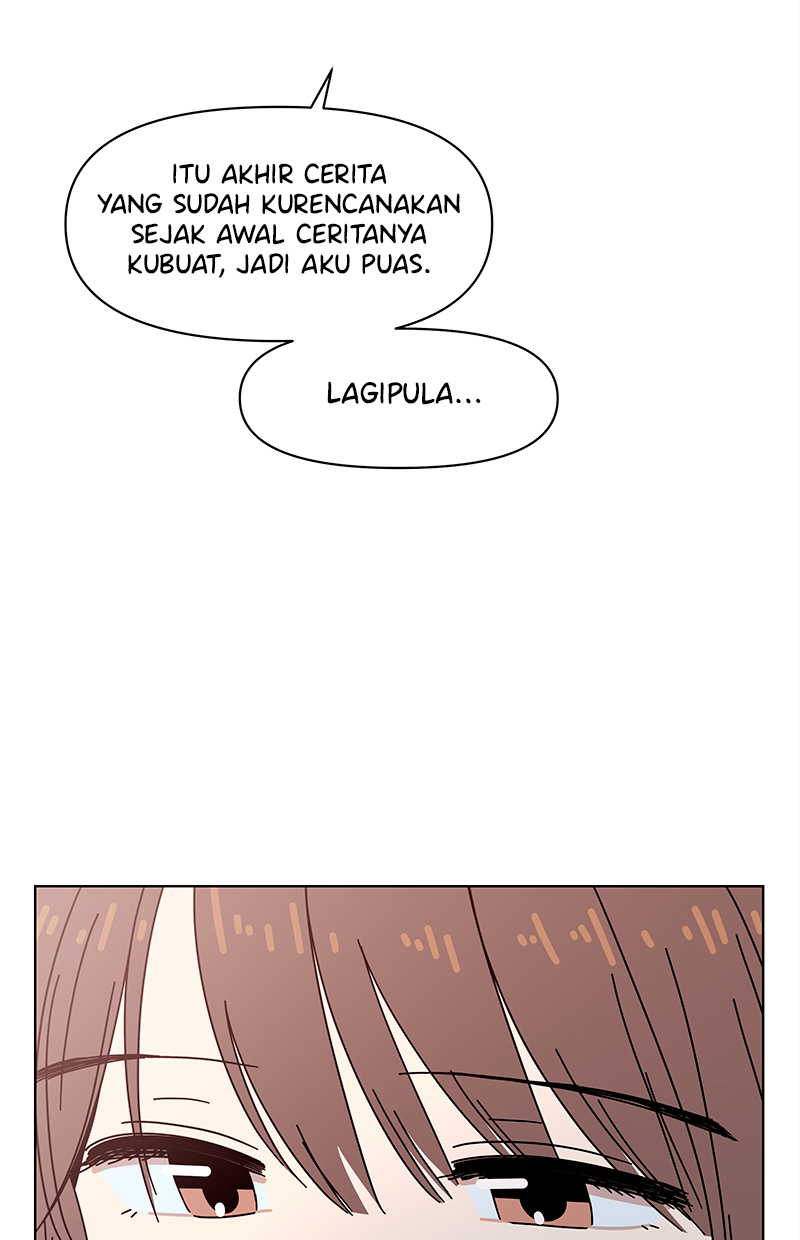 ITU AKHIR CERITA
YANG SUDAH KURENCANAKAN
SEJAK AWAL CERITANYA
KUBUAT, JADI AKU PUAS.
LAGIPULA...